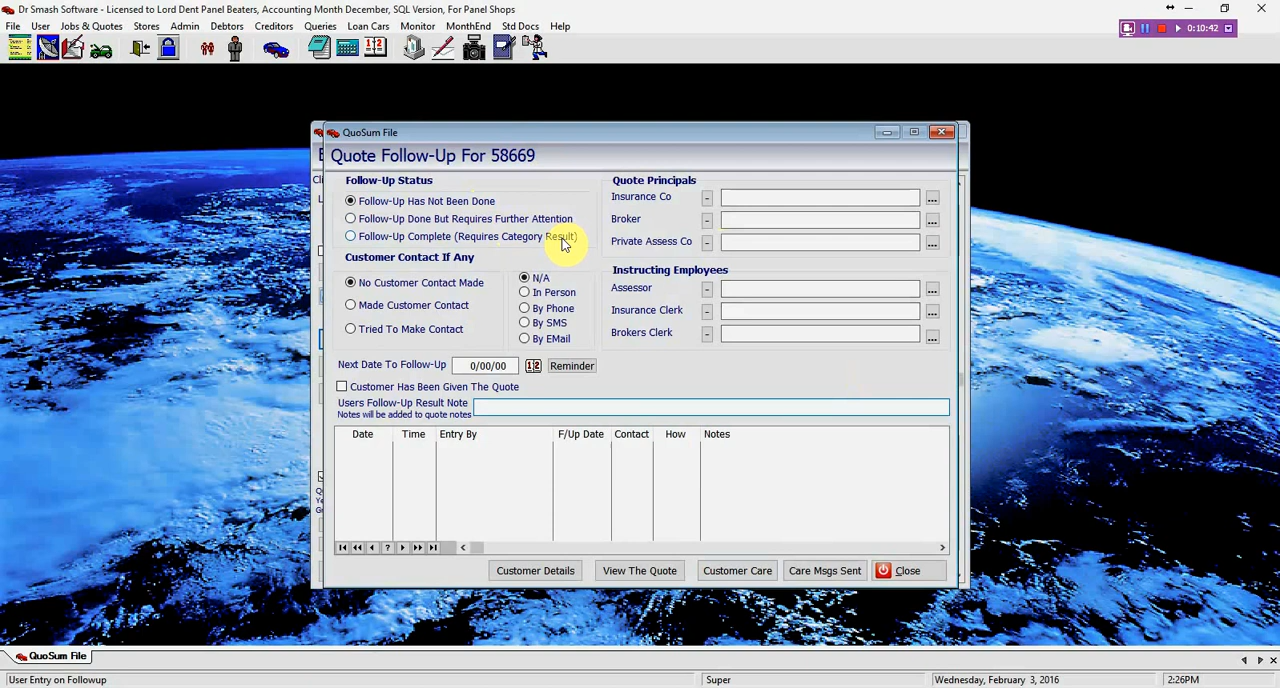 Dr Smash Software - Licensed to Lord Dent Panel Beaters, Accounting Month December, SQL Version, For Panel Shops
File User Jobs & Quotes Stores Admin Debtors Creditors Queries Loan Cars Monitor MonthEnd Std Docs Help
0:10:42
QuoSum File
Quote Follow-Up For 58669
Follow-Up Status
Follow-Up Has Not Been Done
Follow-Up Done But Requires Further Attention
Follow-Up Complete (Requires Category Result)
Customer Contact If Any
No Customer Contact Made
Made Customer Contact
Tried To Make Contact
N/A
In Person
By Phone
By SMS
By EMail
Quote Principals
Insurance Co - ...
Broker - ...
Private Assess Co - ...
Instructing Employees
Assessor - ...
Insurance Clerk - ...
Brokers Clerk - ...
Next Date To Follow-Up 0/00/00 12 Reminder
Customer Has Been Given The Quote
Users Follow-Up Result Note
Notes will be added to quote notes
Date Time Entry By F/Up Date Contact How Notes
?
Customer Details View The Quote Customer Care Care Msgs Sent Close
QuoSum File
User Entry on Followup Super Wednesday, February 3, 2016 2:26PM